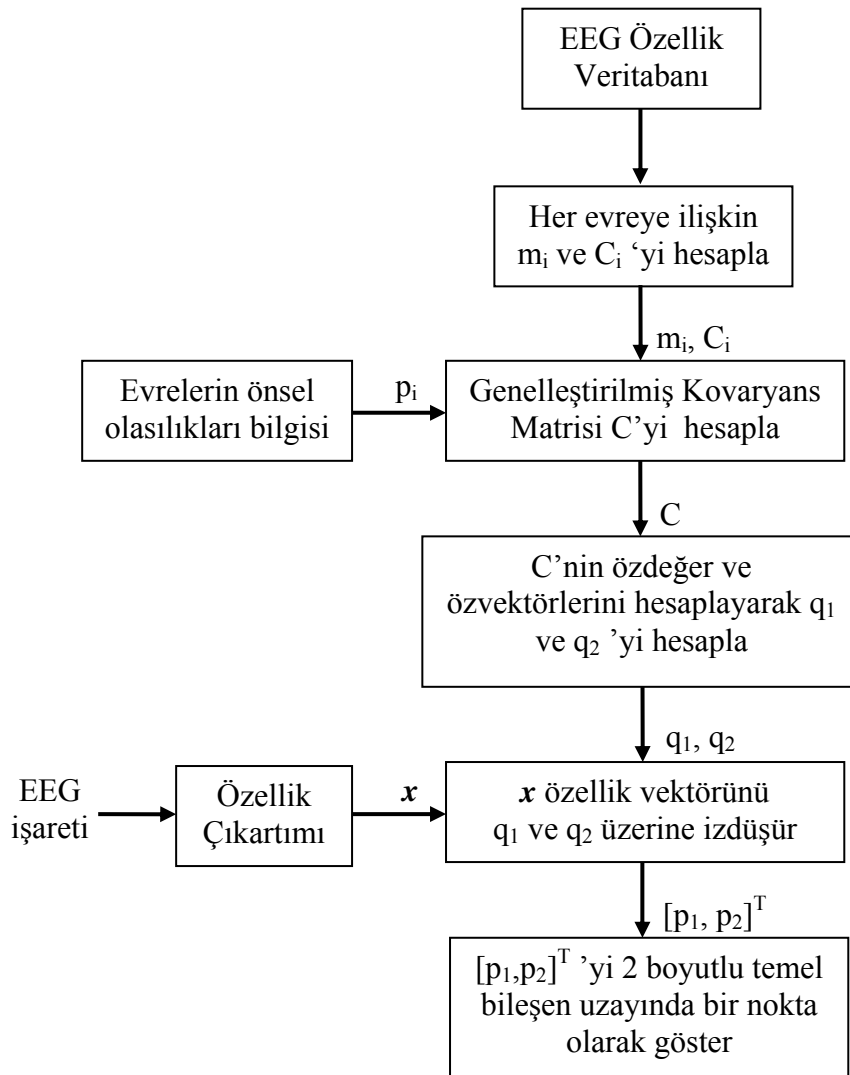 EEG Özellik
Veritabanı
Her evreye ilişkin
mᵢ ve Cᵢ ‘yi hesapla
mᵢ, Cᵢ
Evrelerin önsel
olasılıkları bilgisi
pᵢ
Genelleştirilmiş Kovaryans
Matrisi C’yi hesapla
C
C’nin özdeğer ve
özvektörlerini hesaplayarak q₁
ve q₂ ’yi hesapla
q₁, q₂
EEG
işareti
Özellik
Çıkartımı
x
x özellik vektörünü
q₁ ve q₂ üzerine izdüşür
[p₁, p₂]ᵀ
[p₁,p₂]ᵀ ’yi 2 boyutlu temel
bileşen uzayında bir nokta
olarak göster